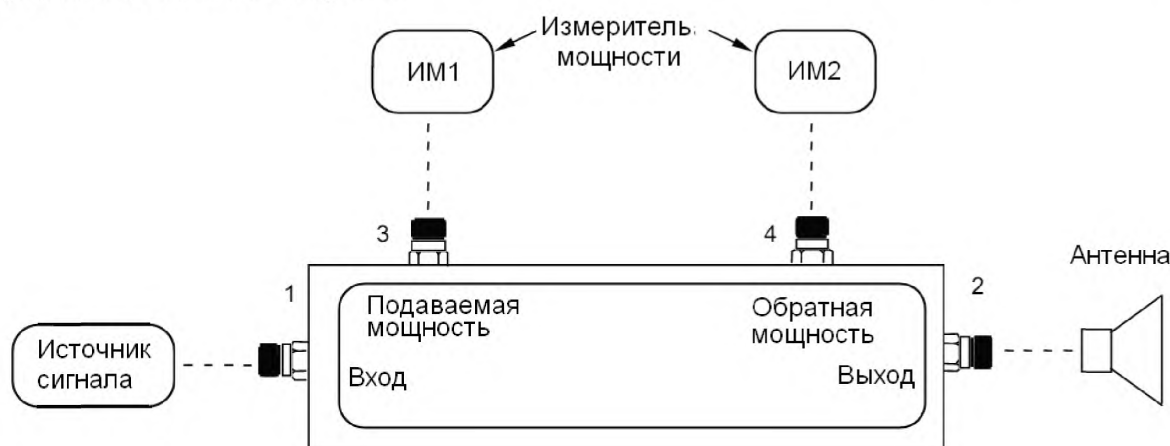 Измеритель
мощности
ИМ1
ИМ2
3
4
Антенна
1
2
Подаваемая
мощность
Обратная
мощность
Источник
сигнала
Вход
Выход